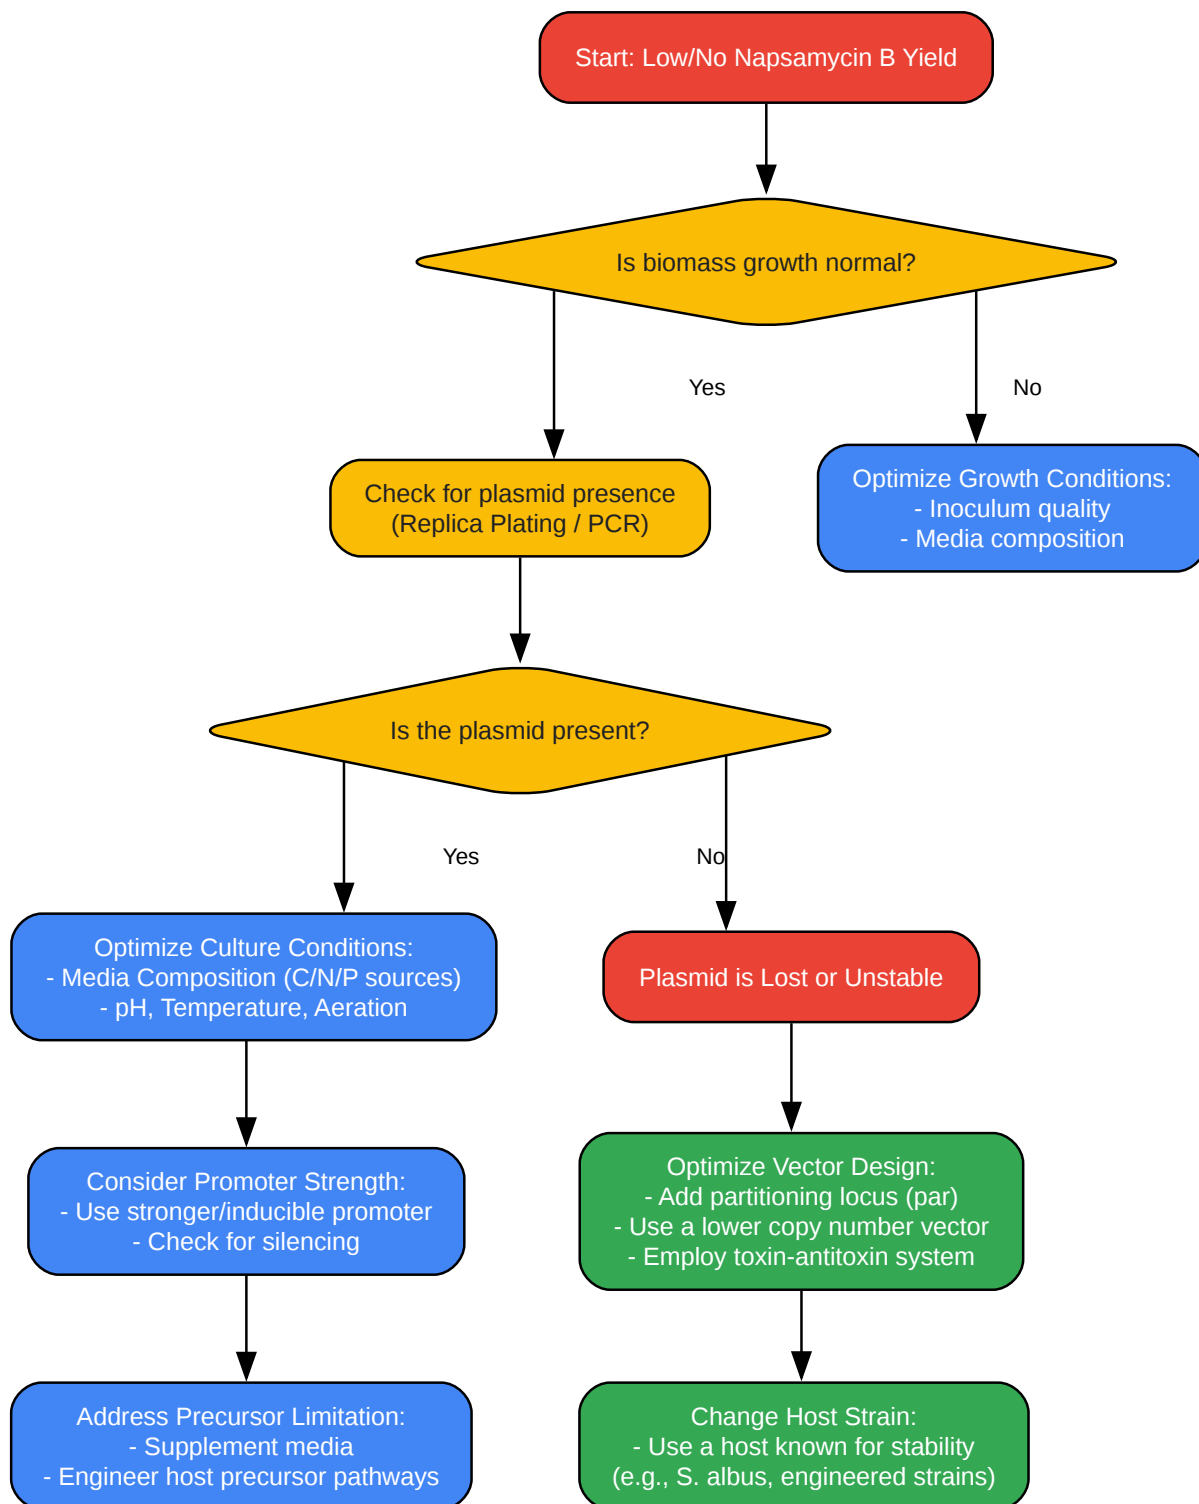 Start: Low/No Napsamycin B Yield
Is biomass growth normal?
Yes
No
Check for plasmid presence
(Replica Plating / PCR)
Optimize Growth Conditions:
- Inoculum quality
- Media composition
Is the plasmid present?
Yes
No
Optimize Culture Conditions:
- Media Composition (C/N/P sources)
- pH, Temperature, Aeration
Plasmid is Lost or Unstable
Consider Promoter Strength:
- Use stronger/inducible promoter
- Check for silencing
Optimize Vector Design:
- Add partitioning locus (par)
- Use a lower copy number vector
- Employ toxin-antitoxin system
Address Precursor Limitation:
- Supplement media
- Engineer host precursor pathways
Change Host Strain:
- Use a host known for stability
(e.g., S. albus, engineered strains)